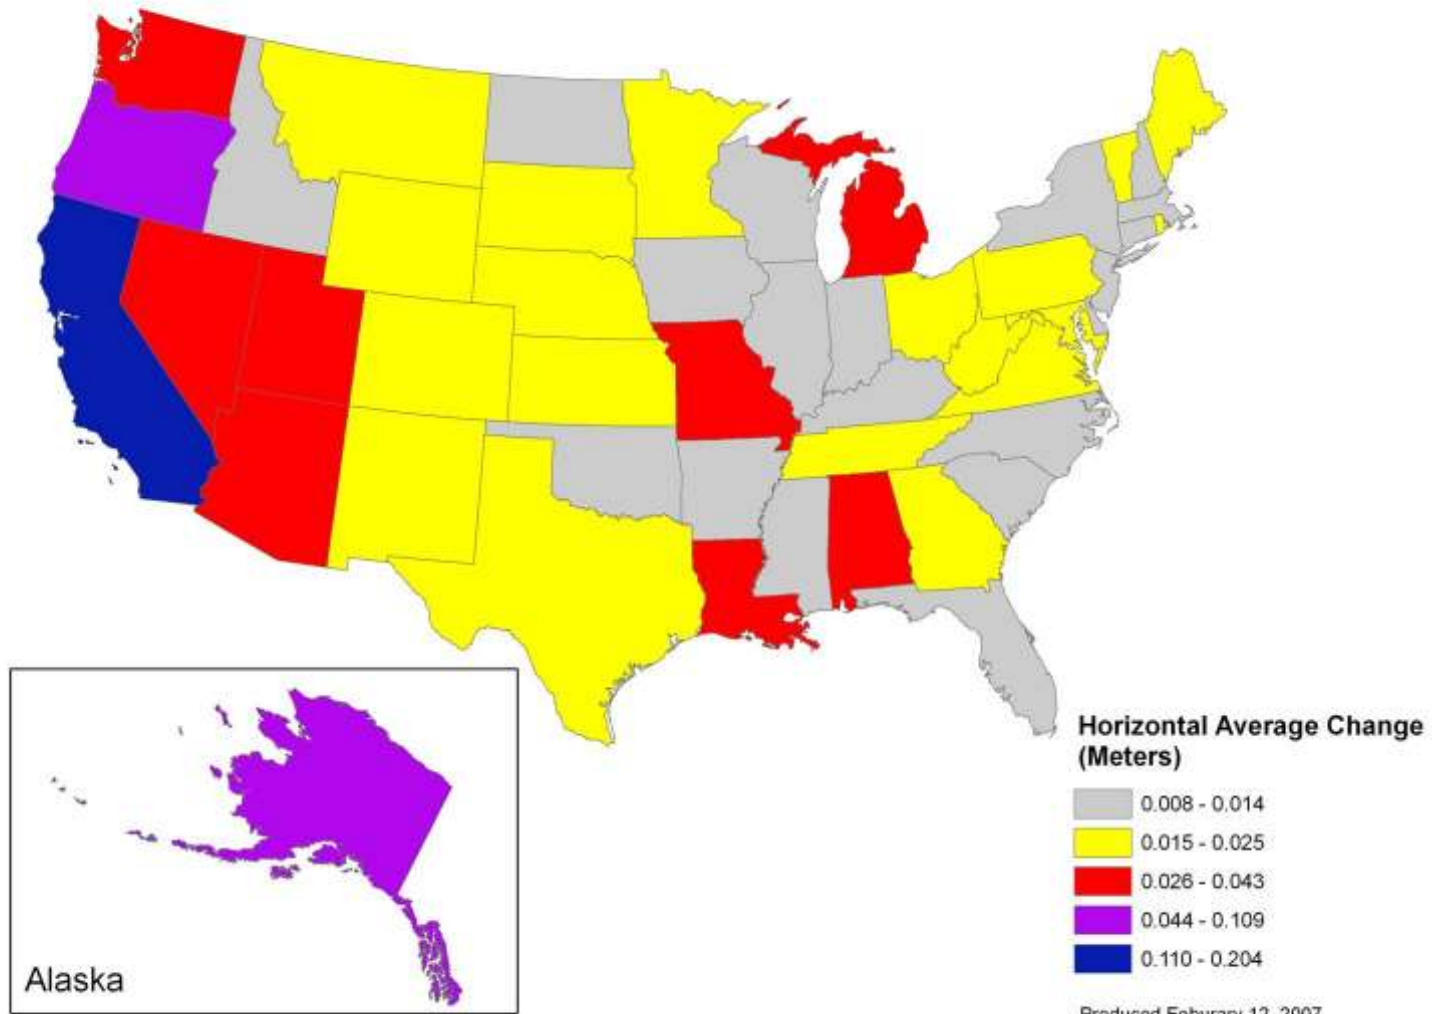 Horizontal Average Change
(Meters)
0.008 - 0.014
0.015 - 0.025
0.026 - 0.043
0.044 - 0.109
0.110 - 0.204
Alaska
Produced Feburary 12, 2007